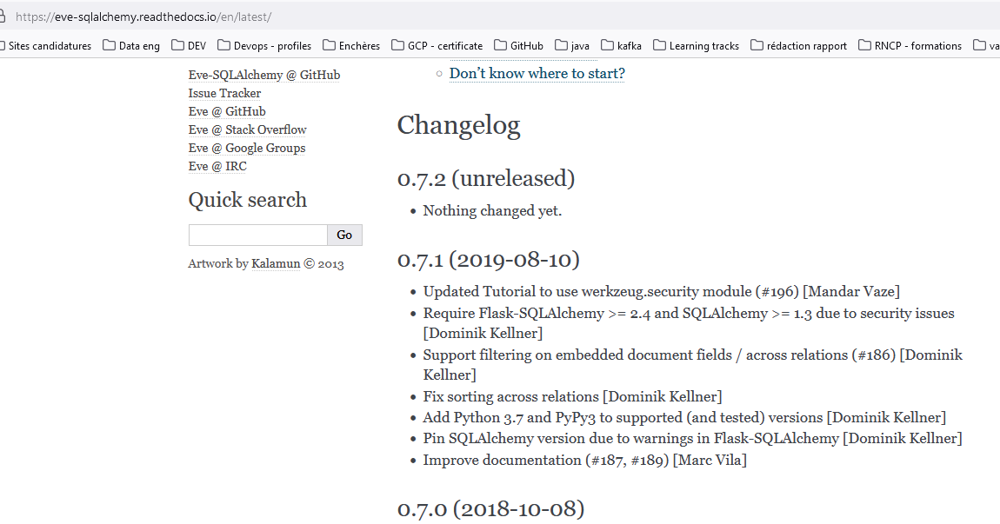 https://eve-sqlalchemy.readthedocs.io/en/latest/
Sites candidatures Data eng DEV Devops - profiles Enchères GCP - certificate GitHub java kafka Learning tracks rédaction rapport RNCP - formations va
Eve-SQLAlchemy @ GitHub
Issue Tracker
Eve @ GitHub
Eve @ Stack Overflow
Eve @ Google Groups
Eve @ IRC
Quick search
Go
Artwork by Kalamun © 2013
Don't know where to start?
Changelog
0.7.2 (unreleased)
• Nothing changed yet.
0.7.1 (2019-08-10)
• Updated Tutorial to use werkzeug.security module (#196) [Mandar Vaze]
• Require Flask-SQLAlchemy >= 2.4 and SQLAlchemy >= 1.3 due to security issues
[Dominik Kellner]
• Support filtering on embedded document fields / across relations (#186) [Dominik
Kellner]
• Fix sorting across relations [Dominik Kellner]
• Add Python 3.7 and PyPy3 to supported (and tested) versions [Dominik Kellner]
• Pin SQLAlchemy version due to warnings in Flask-SQLAlchemy [Dominik Kellner]
• Improve documentation (#187, #189) [Marc Vila]
0.7.0 (2018-10-08)